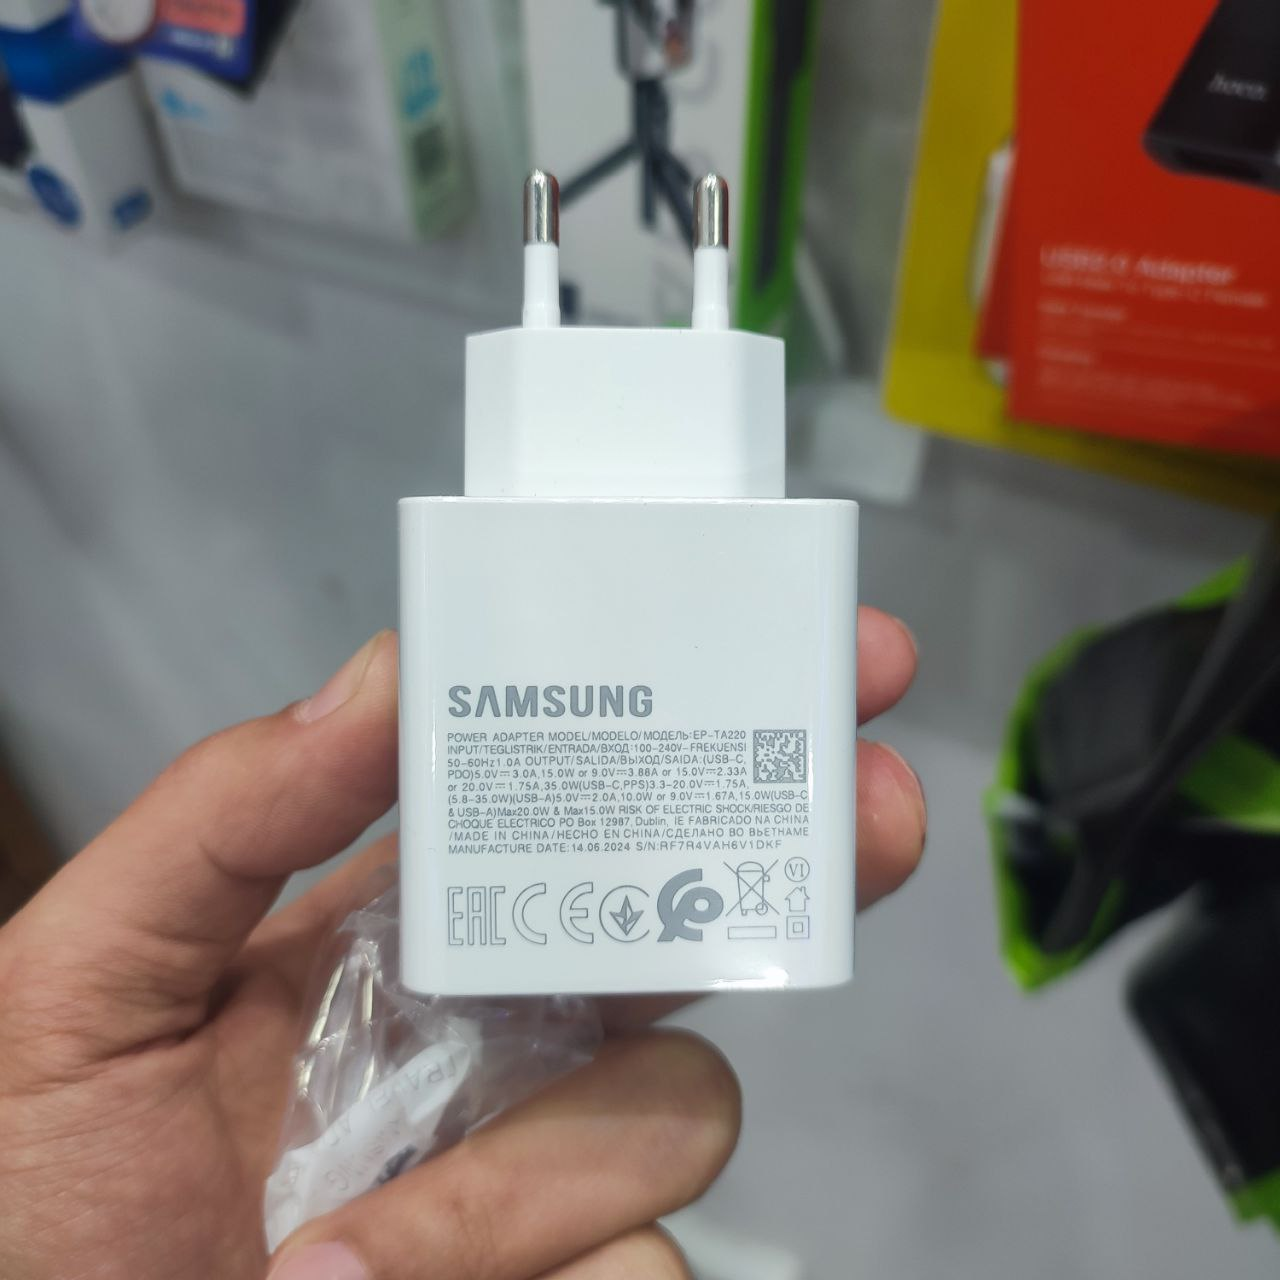 hoco.
USB2.0 Adapter
SAMSUNG
POWER ADAPTER MODEL/MODELO/МОДЕЛЬ:EP-TA220
INPUT/TEGLISTRIK/ENTRADA/ВХОД:100-240V~FREKUENSI
50-60Hz1.0A OUTPUT/SALIDA/ВЫХОД/SAIDA:(USB-C,
PDO)5.0V⎓3.0A,15.0W or 9.0V⎓3.88A or 15.0V⎓2.33A
or 20.0V⎓1.75A,35.0W(USB-C,PPS)3.3-20.0V⎓1.75A,
(5.8-35.0W)(USB-A)5.0V⎓2.0A,10.0W or 9.0V⎓1.67A,15.0W(USB-C
& USB-A)Max20.0W & Max15.0W RISK OF ELECTRIC SHOCK/RIESGO DE
CHOQUE ELECTRICO PO Box 12987, Dublin, IE FABRICADO NA CHINA
/MADE IN CHINA/HECHO EN CHINA/СДЕЛАНО ВО ВЬЕТНАМЕ
MANUFACTURE DATE:14.06.2024 S/N:RF7R4VAH6V1DKF
EAC CE VI